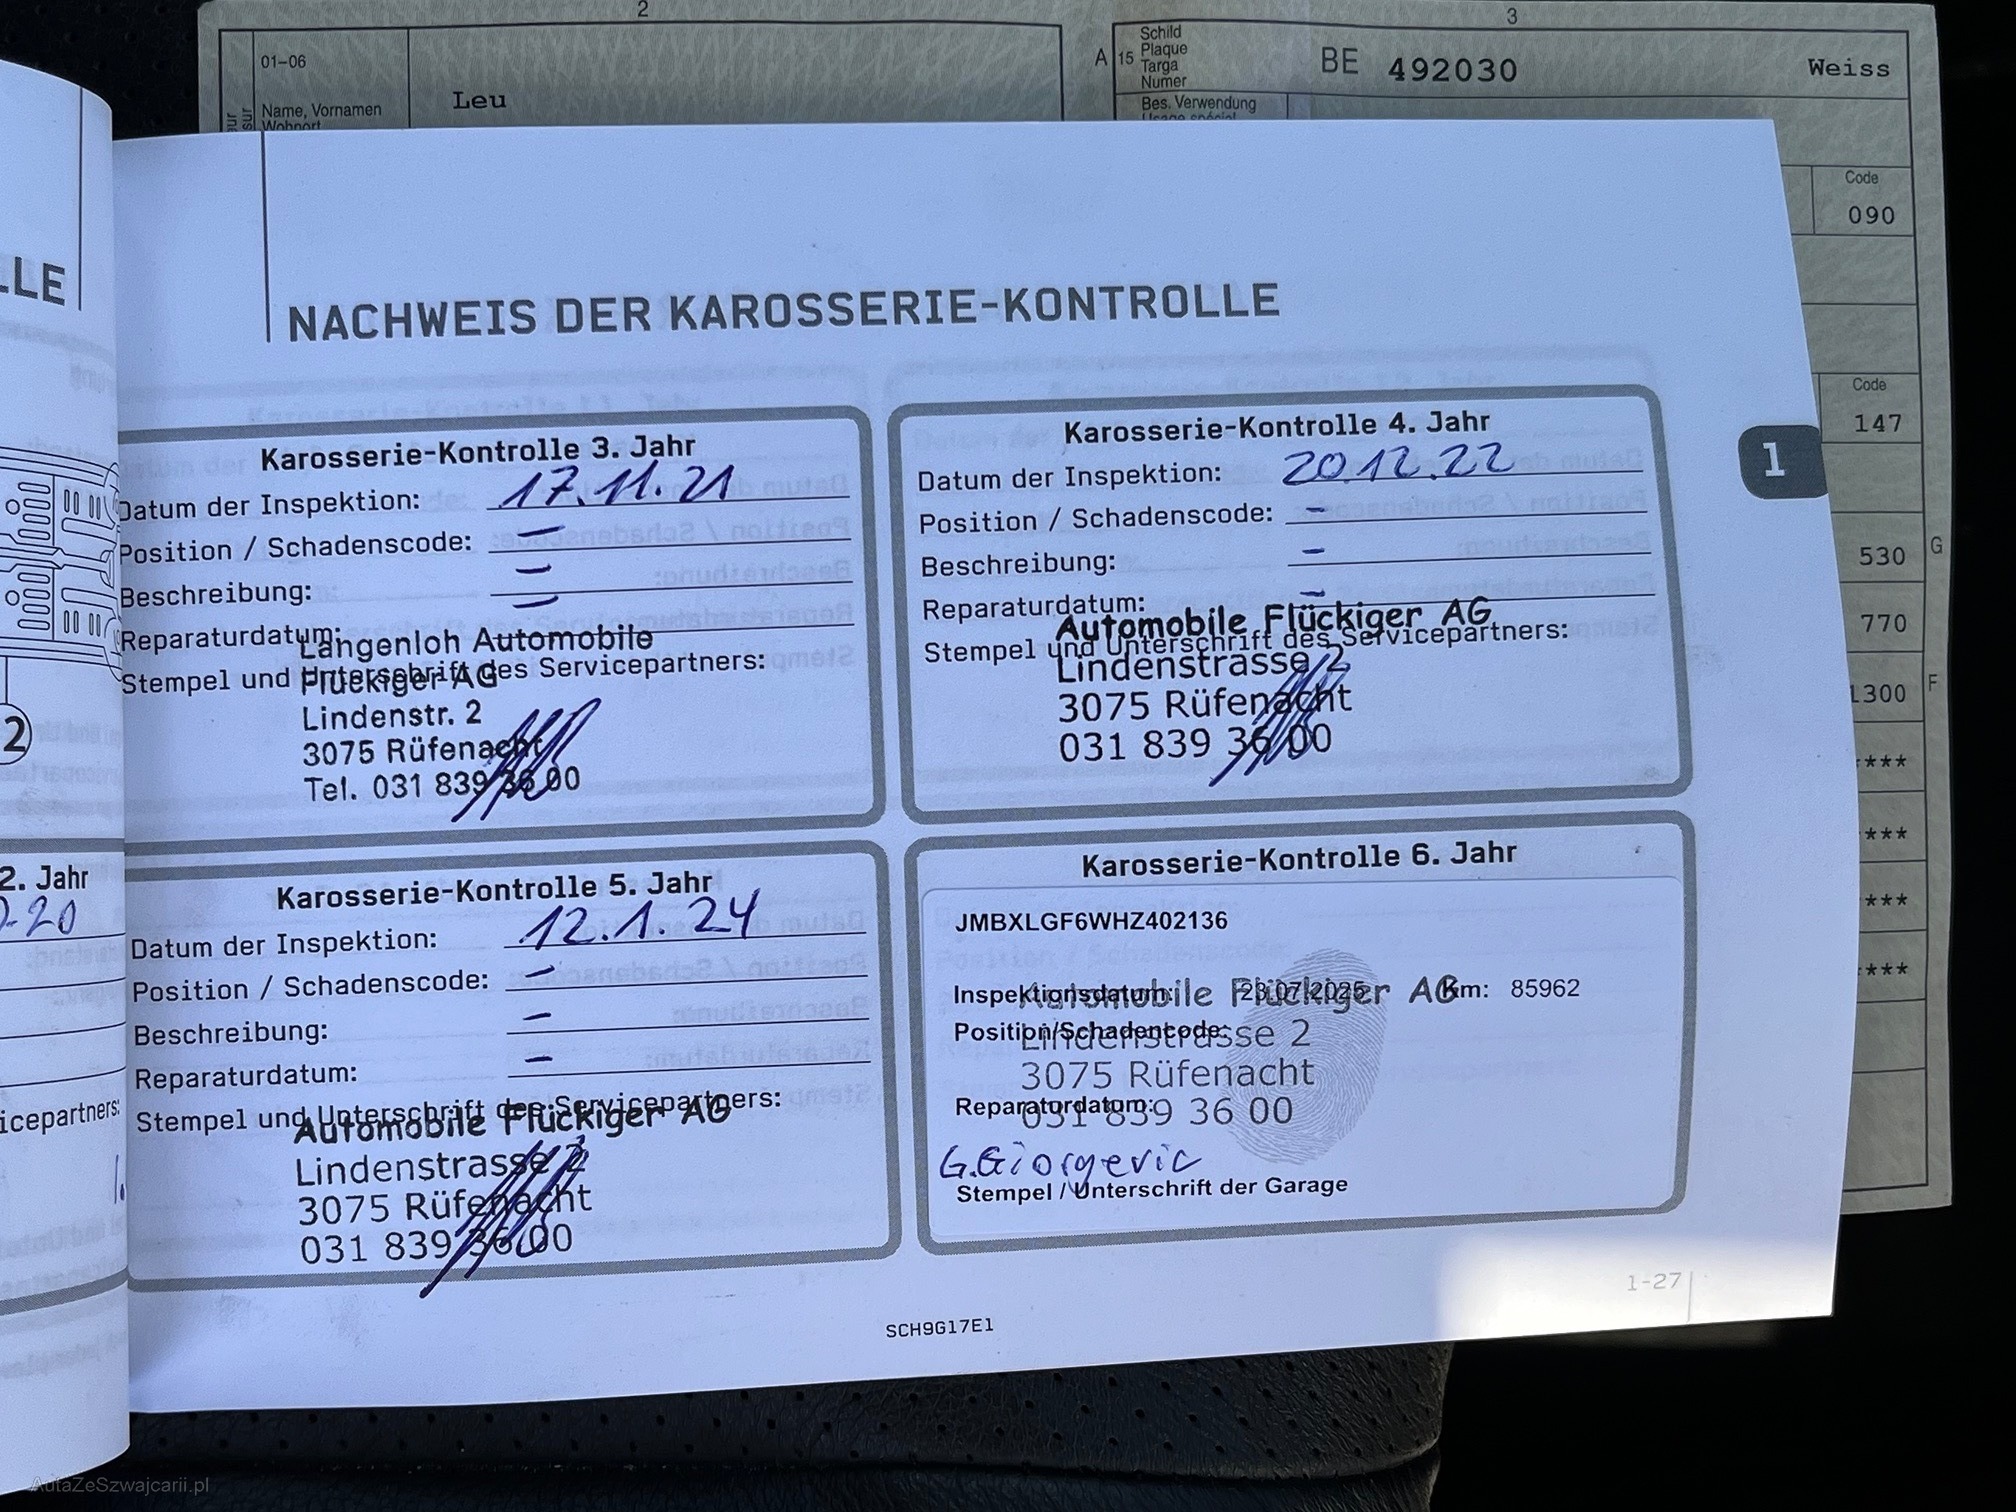 2
3
01-06
Name, Vornamen
Leu
A
15
Schild
Plaque
Targa
Numer
BE 492030
Weiss
Bes. Verwendung
Code
090
Code
147
530
G
770
1300
F
****
****
****
****
LLE
2
2. Jahr
-20
icepartners:
NACHWEIS DER KAROSSERIE-KONTROLLE
1
Karosserie-Kontrolle 3. Jahr
Datum der Inspektion: 17.11.21
Position / Schadenscode: –
Beschreibung: –
Reparaturdatum: –
Stempel und Unterschrift des Servicepartners:
Langenloh Automobile
Flückiger AG
Lindenstr. 2
3075 Rüfenacht
Tel. 031 839 36 00
Karosserie-Kontrolle 4. Jahr
Datum der Inspektion: 20.12.22
Position / Schadenscode: –
Beschreibung: –
Reparaturdatum: –
Stempel und Unterschrift des Servicepartners:
Automobile Flückiger AG
Lindenstrasse 2
3075 Rüfenacht
031 839 36 00
Karosserie-Kontrolle 5. Jahr
Datum der Inspektion: 12.1.24
Position / Schadenscode: –
Beschreibung: –
Reparaturdatum: –
Stempel und Unterschrift des Servicepartners:
Automobile Flückiger AG
Lindenstrasse 2
3075 Rüfenacht
031 839 36 00
Karosserie-Kontrolle 6. Jahr
JMBXLGF6WHZ402136
Inspektionsdatum: 23.07.2025 Km: 85962
Position/Schadencode:
Reparaturdatum:
Automobile Flückiger AG
Lindenstrasse 2
3075 Rüfenacht
031 839 36 00
G.Giorgevic
Stempel / Unterschrift der Garage
1-27
SCH9G17E1
AutaZeSzwajcarii.pl